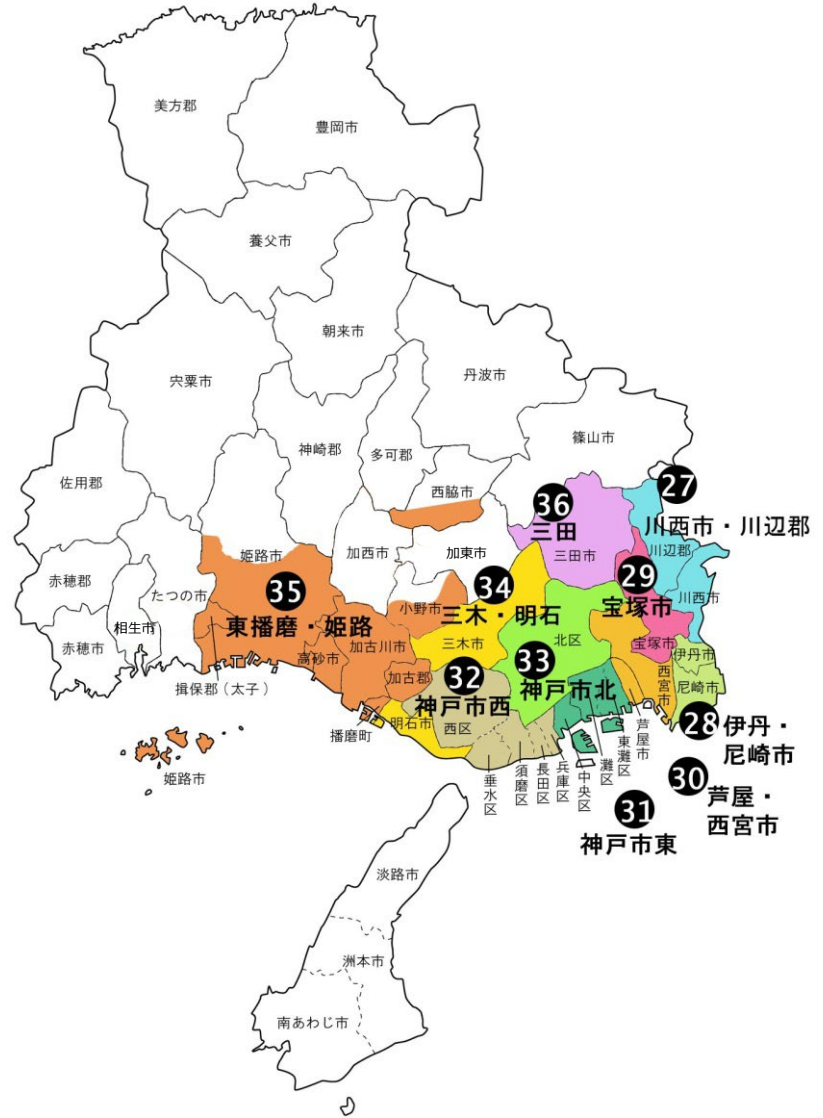 美方郡
豊岡市
養父市
朝来市
宍粟市
丹波市
神崎郡
多可郡
篠山市
佐用郡
西脇市
36
三田
27
川西市・川辺郡
姫路市
加西市
加東市
三田市
川辺郡
赤穂郡
たつの市
35
東播磨・姫路
小野市
34
三木・明石
29
宝塚市
川西市
相生市
赤穂市
加古川市
三木市
北区
宝塚市
伊丹市
高砂市
加古郡
32
神戸市西
33
神戸市北
西宮市
尼崎市
揖保郡(太子)
播磨町
明石市
西区
28
伊丹・
尼崎市
姫路市
垂水区
須磨区
長田区
兵庫区
中央区
灘区
東灘区
芦屋市
30
芦屋・
西宮市
31
神戸市東
淡路市
洲本市
南あわじ市